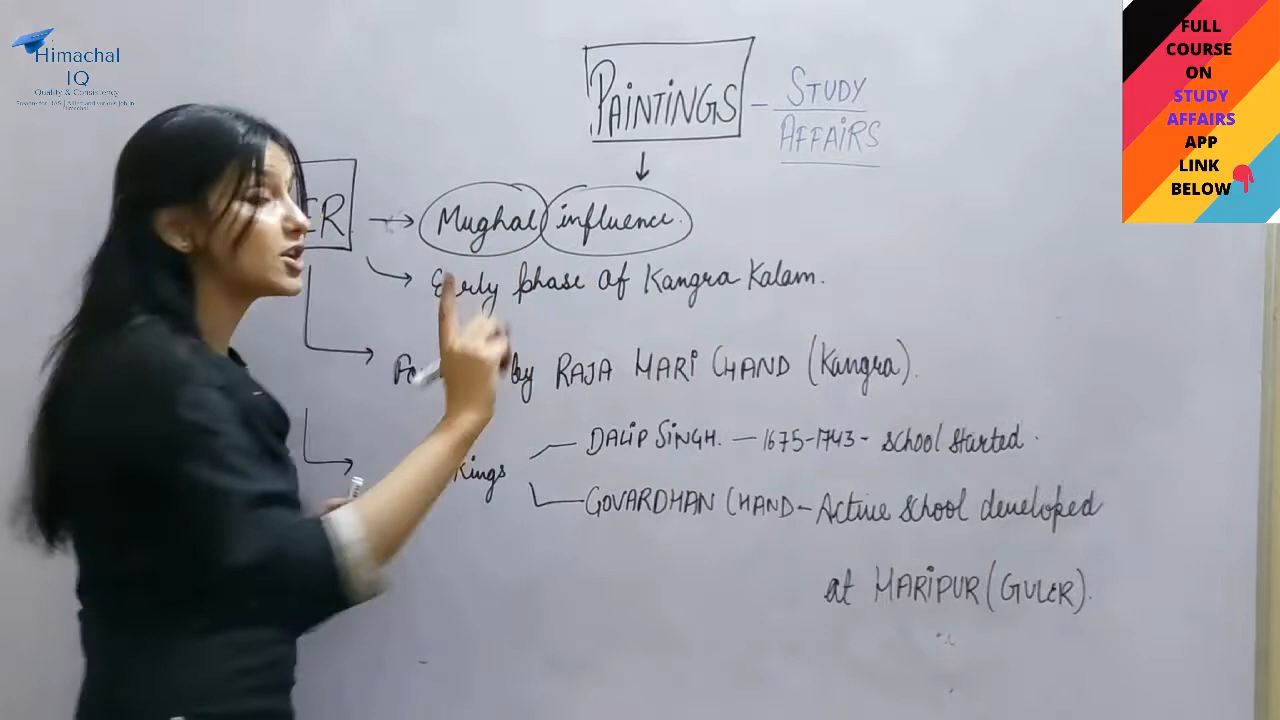 Himachal
IQ
Quality & Consistency
FULL
COURSE
ON
STUDY
AFFAIRS
APP
LINK
BELOW
PAINTINGS - STUDY
AFFAIRS
ER → Mughal influence.
Early phase of Kangra Kalam.
by RAJA HARI CHAND (Kangra).
Kings
DALIP SINGH. - 1675-1743 - School started.
GOVARDHAN CHAND - Active School developed
at HARIPUR (GULER).